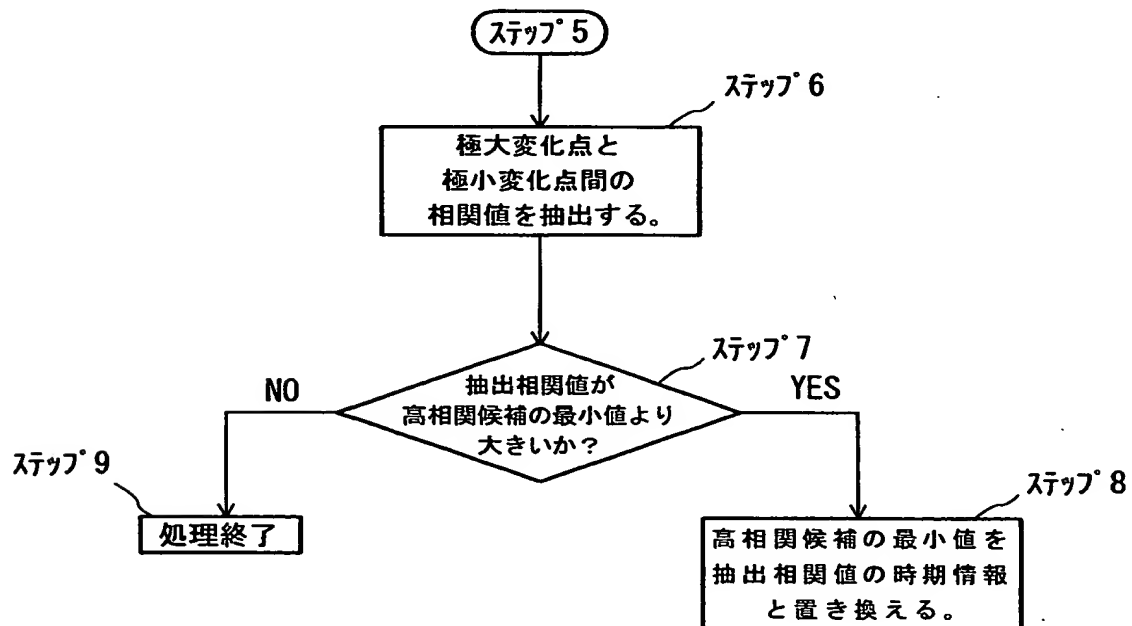 ｽﾃｯﾌﾟ 5
ｽﾃｯﾌﾟ 6
極大変化点と
極小変化点間の
相関値を抽出する。
ｽﾃｯﾌﾟ 7
NO
抽出相関値が
高相関候補の最小値より
大きいか？
YES
ｽﾃｯﾌﾟ 9
処理終了
ｽﾃｯﾌﾟ 8
高相関候補の最小値を
抽出相関値の時期情報
と置き換える。